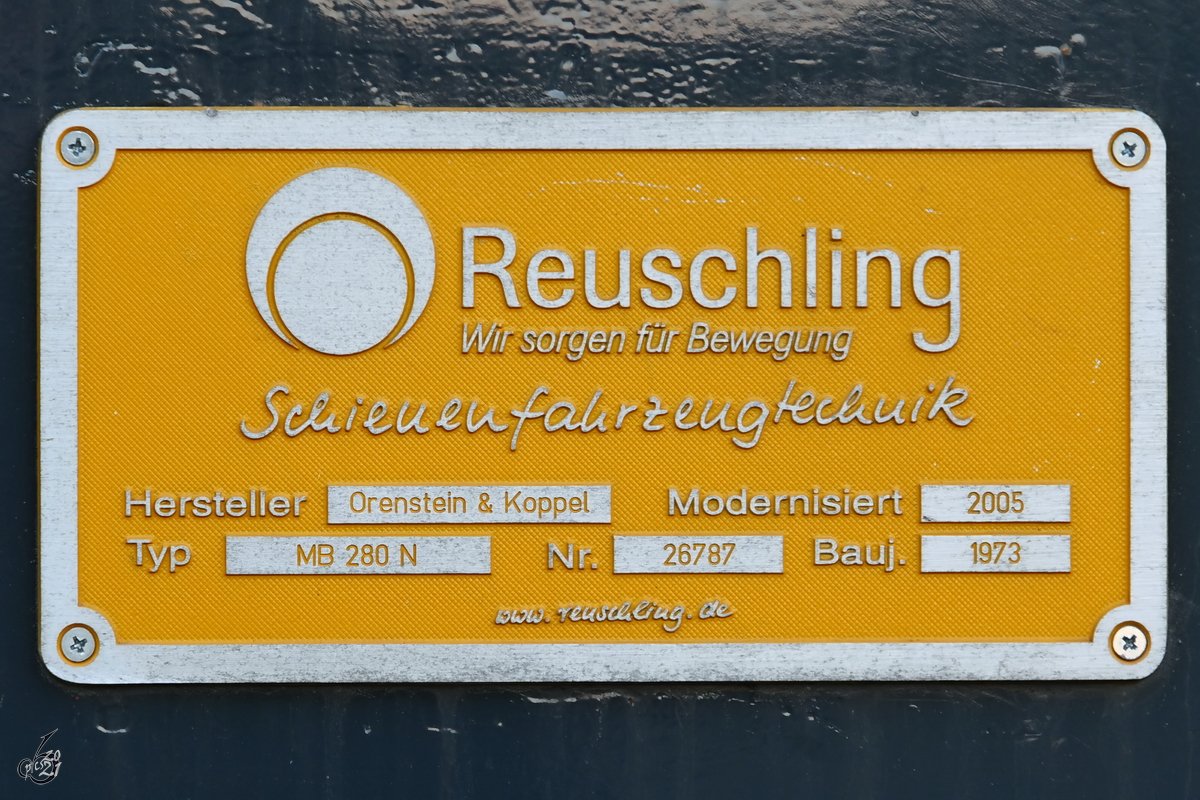 Reuschling
Wir sorgen für Bewegung
Schienenfahrzeugtechnik
Hersteller Orenstein & Koppel Modernisiert 2005
Typ MB 280 N Nr. 26787 Bauj. 1973
www.reuschling.de
2021